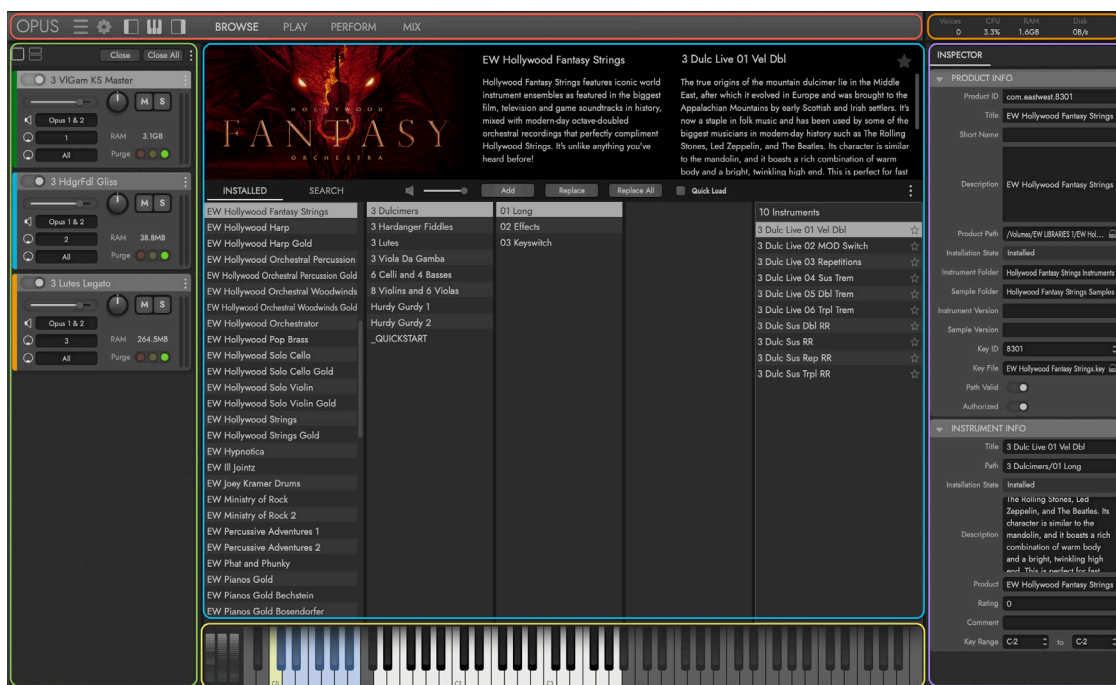 OPUS
BROWSE PLAY PERFORM MIX
Voices CPU RAM Disk
0 3.3% 1.6GB 0B/s
Close Close All
3 VlGam KS Master
M S
Opus 1 & 2
1 RAM 3.1GB
All Purge
3 HdgrFdl Gliss
M S
Opus 1 & 2
2 RAM 38.8MB
All Purge
3 Lutes Legato
M S
Opus 1 & 2
3 RAM 264.5MB
All Purge
HOLLYWOOD
FANTASY
ORCHESTRA
EW Hollywood Fantasy Strings
Hollywood Fantasy Strings features iconic world
instrument ensembles as featured in the biggest
film, television and game soundtracks in history,
mixed with modern-day octave-doubled
orchestral recordings that perfectly compliment
Hollywood Strings. It's unlike anything you've
heard before!
3 Dulc Live 01 Vel Dbl
The true origins of the mountain dulcimer lie in the Middle
East, after which it evolved in Europe and was brought to the
Appalachian Mountains by early Scottish and Irish settlers. It's
now a staple in folk music and has been used by some of the
biggest musicians in modern-day history such as The Rolling
Stones, Led Zeppelin, and The Beatles. Its character is similar
to the mandolin, and it boasts a rich combination of warm
body and a bright, twinkling high end. This is perfect for fast
INSTALLED SEARCH Add Replace Replace All Quick Load
EW Hollywood Fantasy Strings
EW Hollywood Harp
EW Hollywood Harp Gold
EW Hollywood Orchestral Percussion
EW Hollywood Orchestral Percussion Gold
EW Hollywood Orchestral Woodwinds
EW Hollywood Orchestral Woodwinds Gold
EW Hollywood Orchestrator
EW Hollywood Pop Brass
EW Hollywood Solo Cello
EW Hollywood Solo Cello Gold
EW Hollywood Solo Violin
EW Hollywood Solo Violin Gold
EW Hollywood Strings
EW Hollywood Strings Gold
EW Hypnotica
EW Ill Jointz
EW Joey Kramer Drums
EW Ministry of Rock
EW Ministry of Rock 2
EW Percussive Adventures 1
EW Percussive Adventures 2
EW Phat and Phunky
EW Pianos Gold
EW Pianos Gold Bechstein
EW Pianos Gold Bosendorfer
3 Dulcimers
3 Hardanger Fiddles
3 Lutes
3 Viola Da Gamba
6 Celli and 4 Basses
8 Violins and 6 Violas
Hurdy Gurdy 1
Hurdy Gurdy 2
_QUICKSTART
01 Long
02 Effects
03 Keyswitch
10 Instruments
3 Dulc Live 01 Vel Dbl
3 Dulc Live 02 MOD Switch
3 Dulc Live 03 Repetitions
3 Dulc Live 04 Sus Trem
3 Dulc Live 05 Dbl Trem
3 Dulc Live 06 Trpl Trem
3 Dulc Sus Dbl RR
3 Dulc Sus RR
3 Dulc Sus Rep RR
3 Dulc Sus Trpl RR
C0 C2 C3
INSPECTOR
PRODUCT INFO
Product ID com.eastwest.8301
Title EW Hollywood Fantasy Strings
Short Name
Description EW Hollywood Fantasy Strings
Product Path /Volumes/EW LIBRARIES 1/EW Hol...
Installation State Installed
Instrument Folder Hollywood Fantasy Strings Instruments
Sample Folder Hollywood Fantasy Strings Samples
Instrument Version
Sample Version
Key ID 8301
Key File EW Hollywood Fantasy Strings.key
Path Valid
Authorized
INSTRUMENT INFO
Title 3 Dulc Live 01 Vel Dbl
Path 3 Dulcimers/01 Long
Installation State Installed
Description
The Rolling Stones, Led
Zeppelin, and The Beatles. Its
character is similar to the
mandolin, and it boasts a rich
combination of warm body
and a bright, twinkling high
end. This is perfect for fast
Product EW Hollywood Fantasy Strings
Rating 0
Comment
Key Range C-2 to C-2